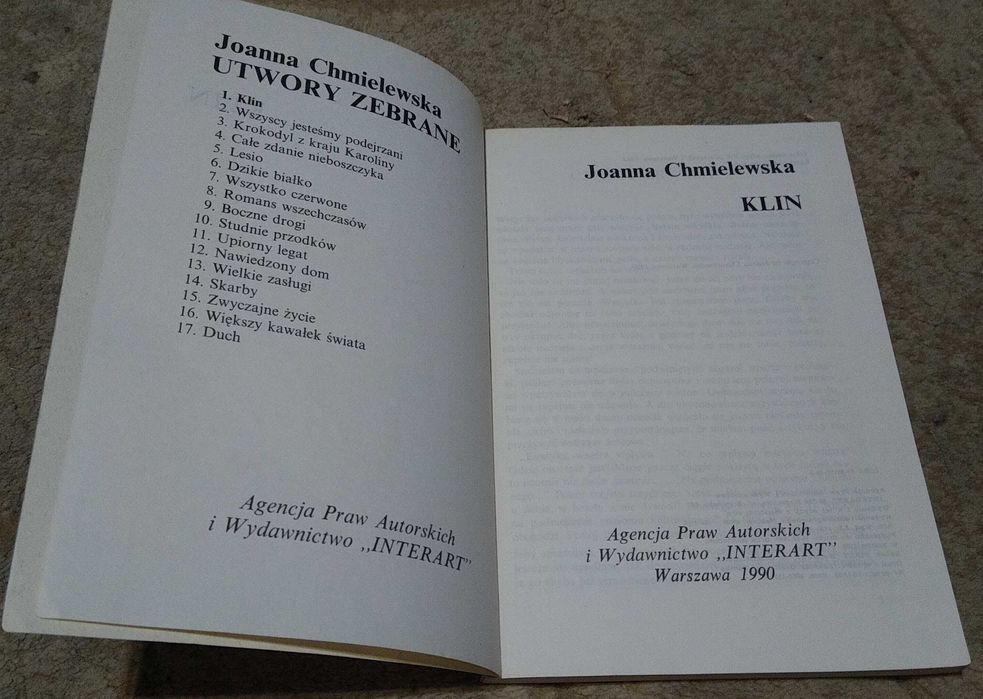 Joanna Chmielewska
UTWORY ZEBRANE
1. Klin
2. Wszyscy jesteśmy podejrzani
3. Krokodyl z kraju Karoliny
4. Całe zdanie nieboszczyka
5. Lesio
6. Dzikie białko
7. Wszystko czerwone
8. Romans wszechczasów
9. Boczne drogi
10. Studnie przodków
11. Upiorny legat
12. Nawiedzony dom
13. Wielkie zasługi
14. Skarby
15. Zwyczajne życie
16. Większy kawałek świata
17. Duch
Agencja Praw Autorskich
i Wydawnictwo ,,INTERART"
Joanna Chmielewska
KLIN
Agencja Praw Autorskich
i Wydawnictwo ,,INTERART"
Warszawa 1990